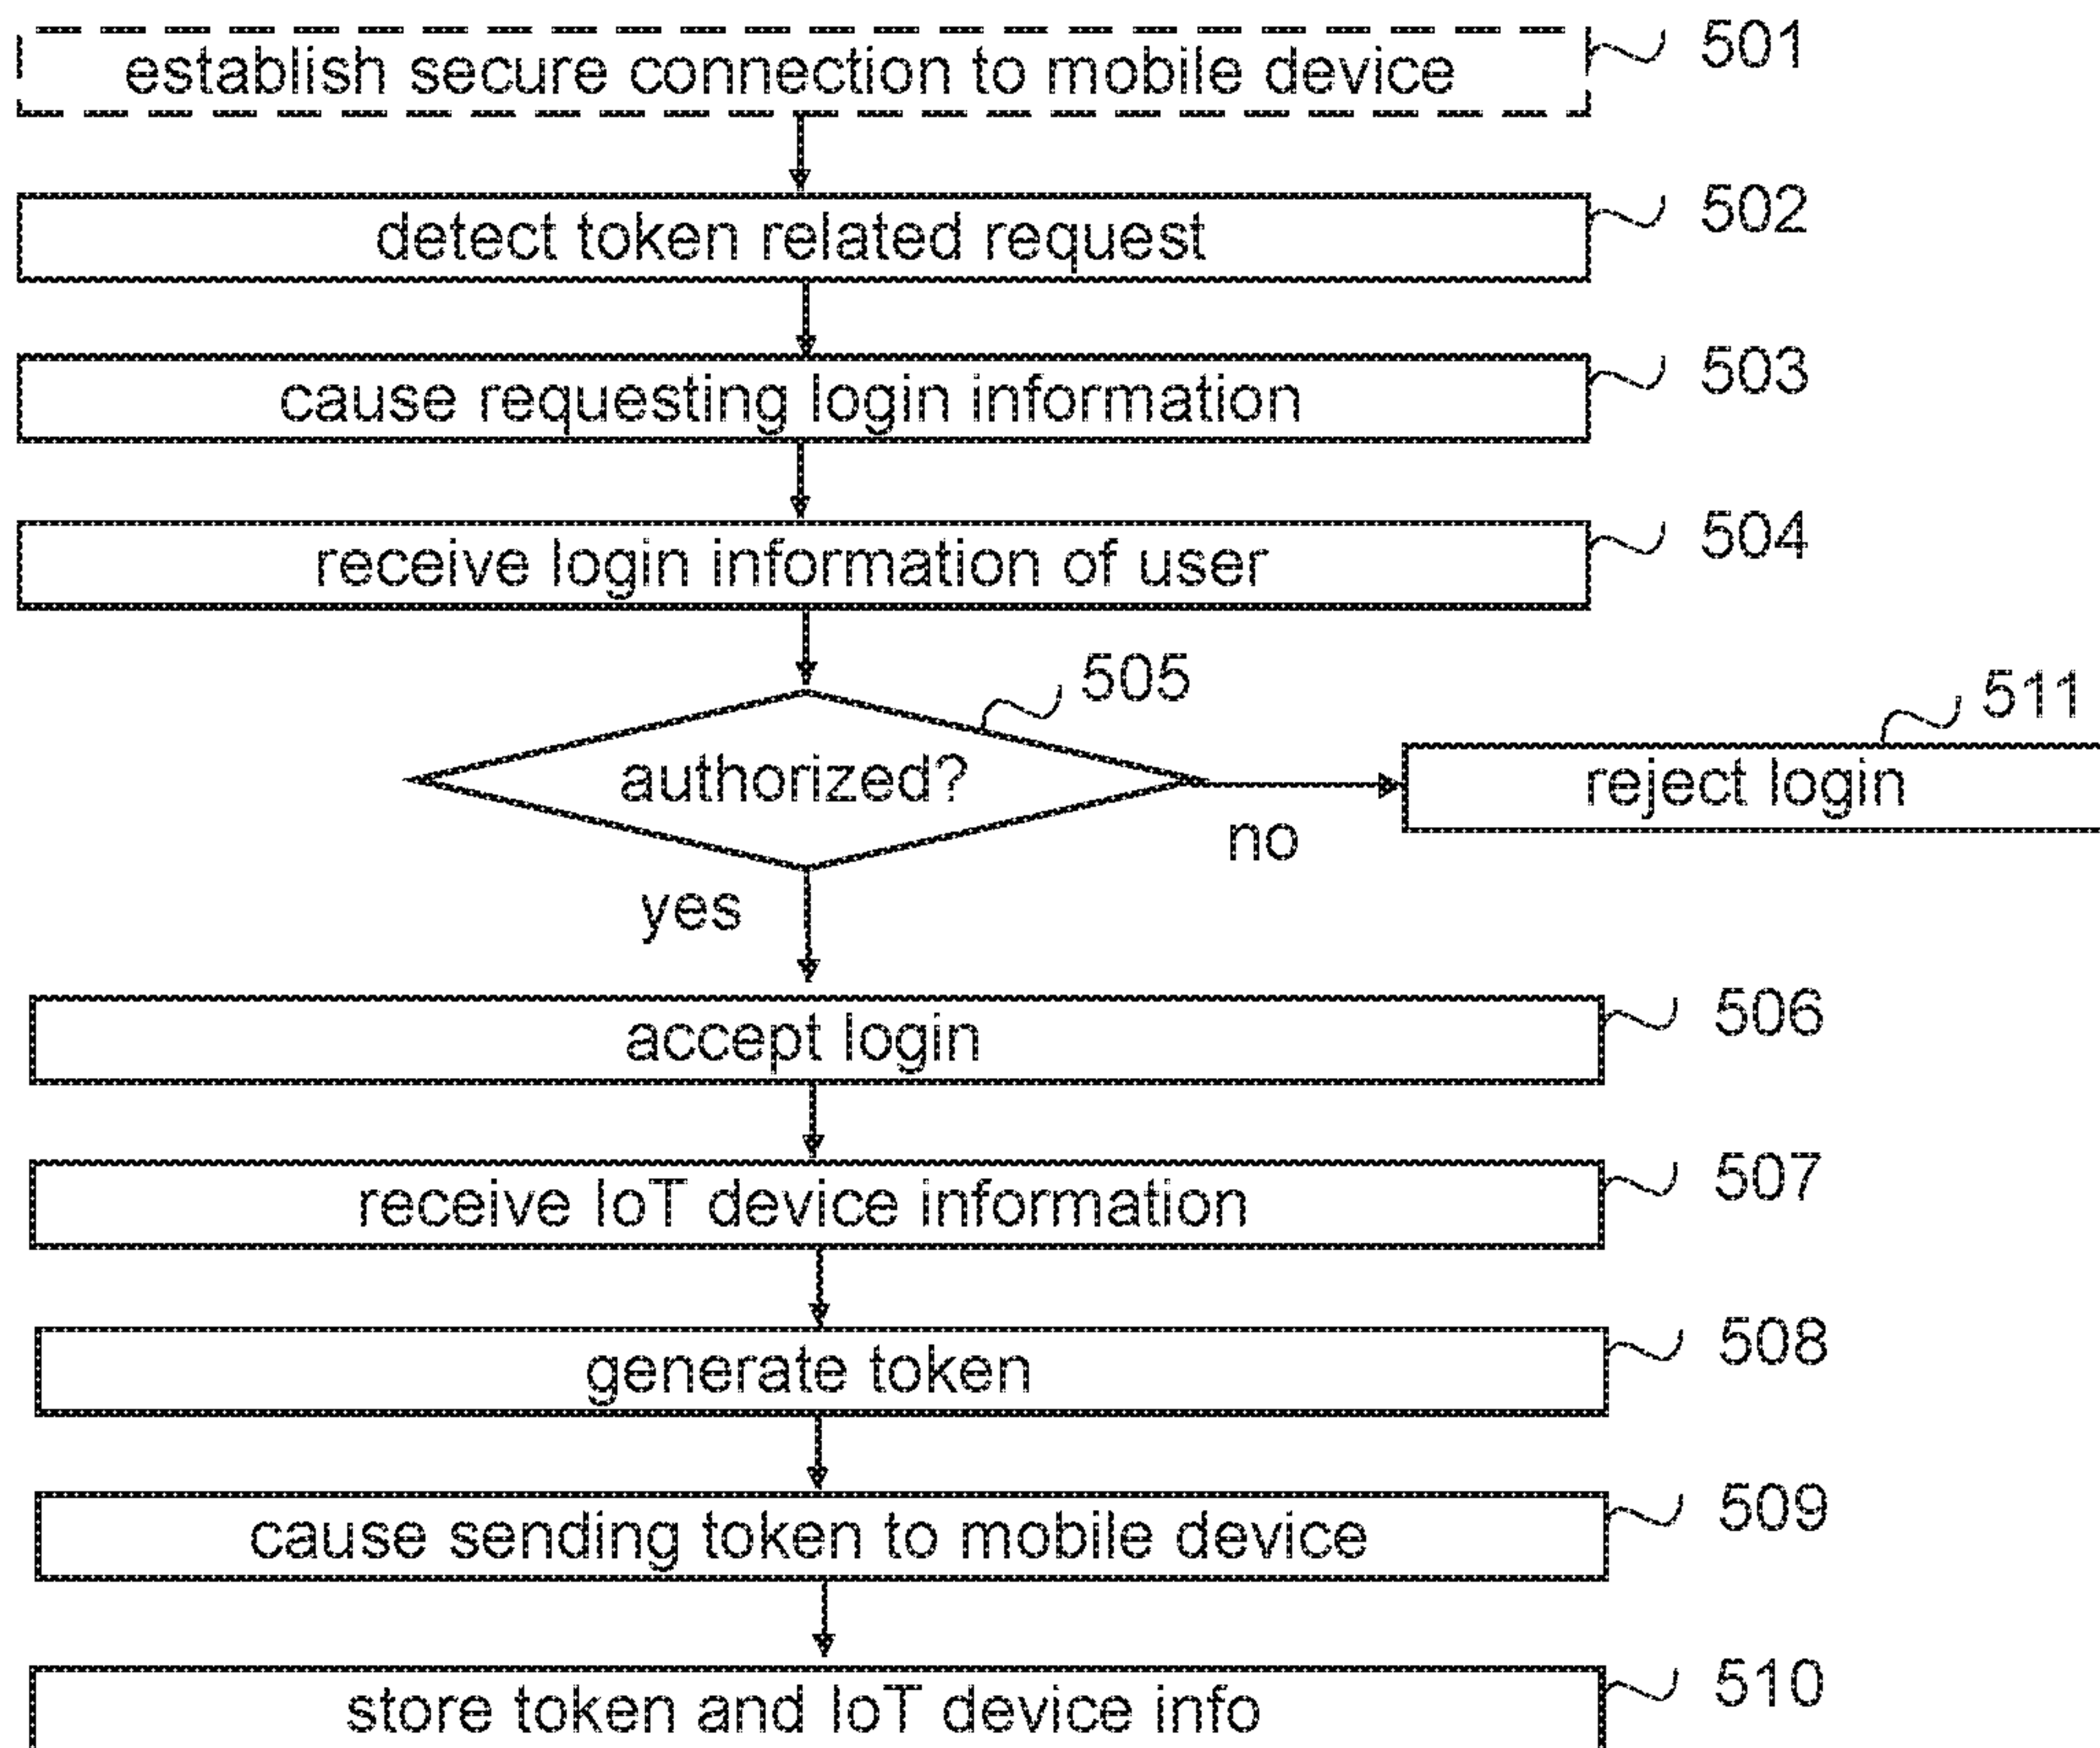 establish secure connection to mobile device 501
detect token related request 502
cause requesting login information 503
receive login information of user 504
505
511
authorized?
reject login
no
yes
accept login 506
receive IoT device information 507
generate token 508
cause sending token to mobile device 509
store token and IoT device info 510